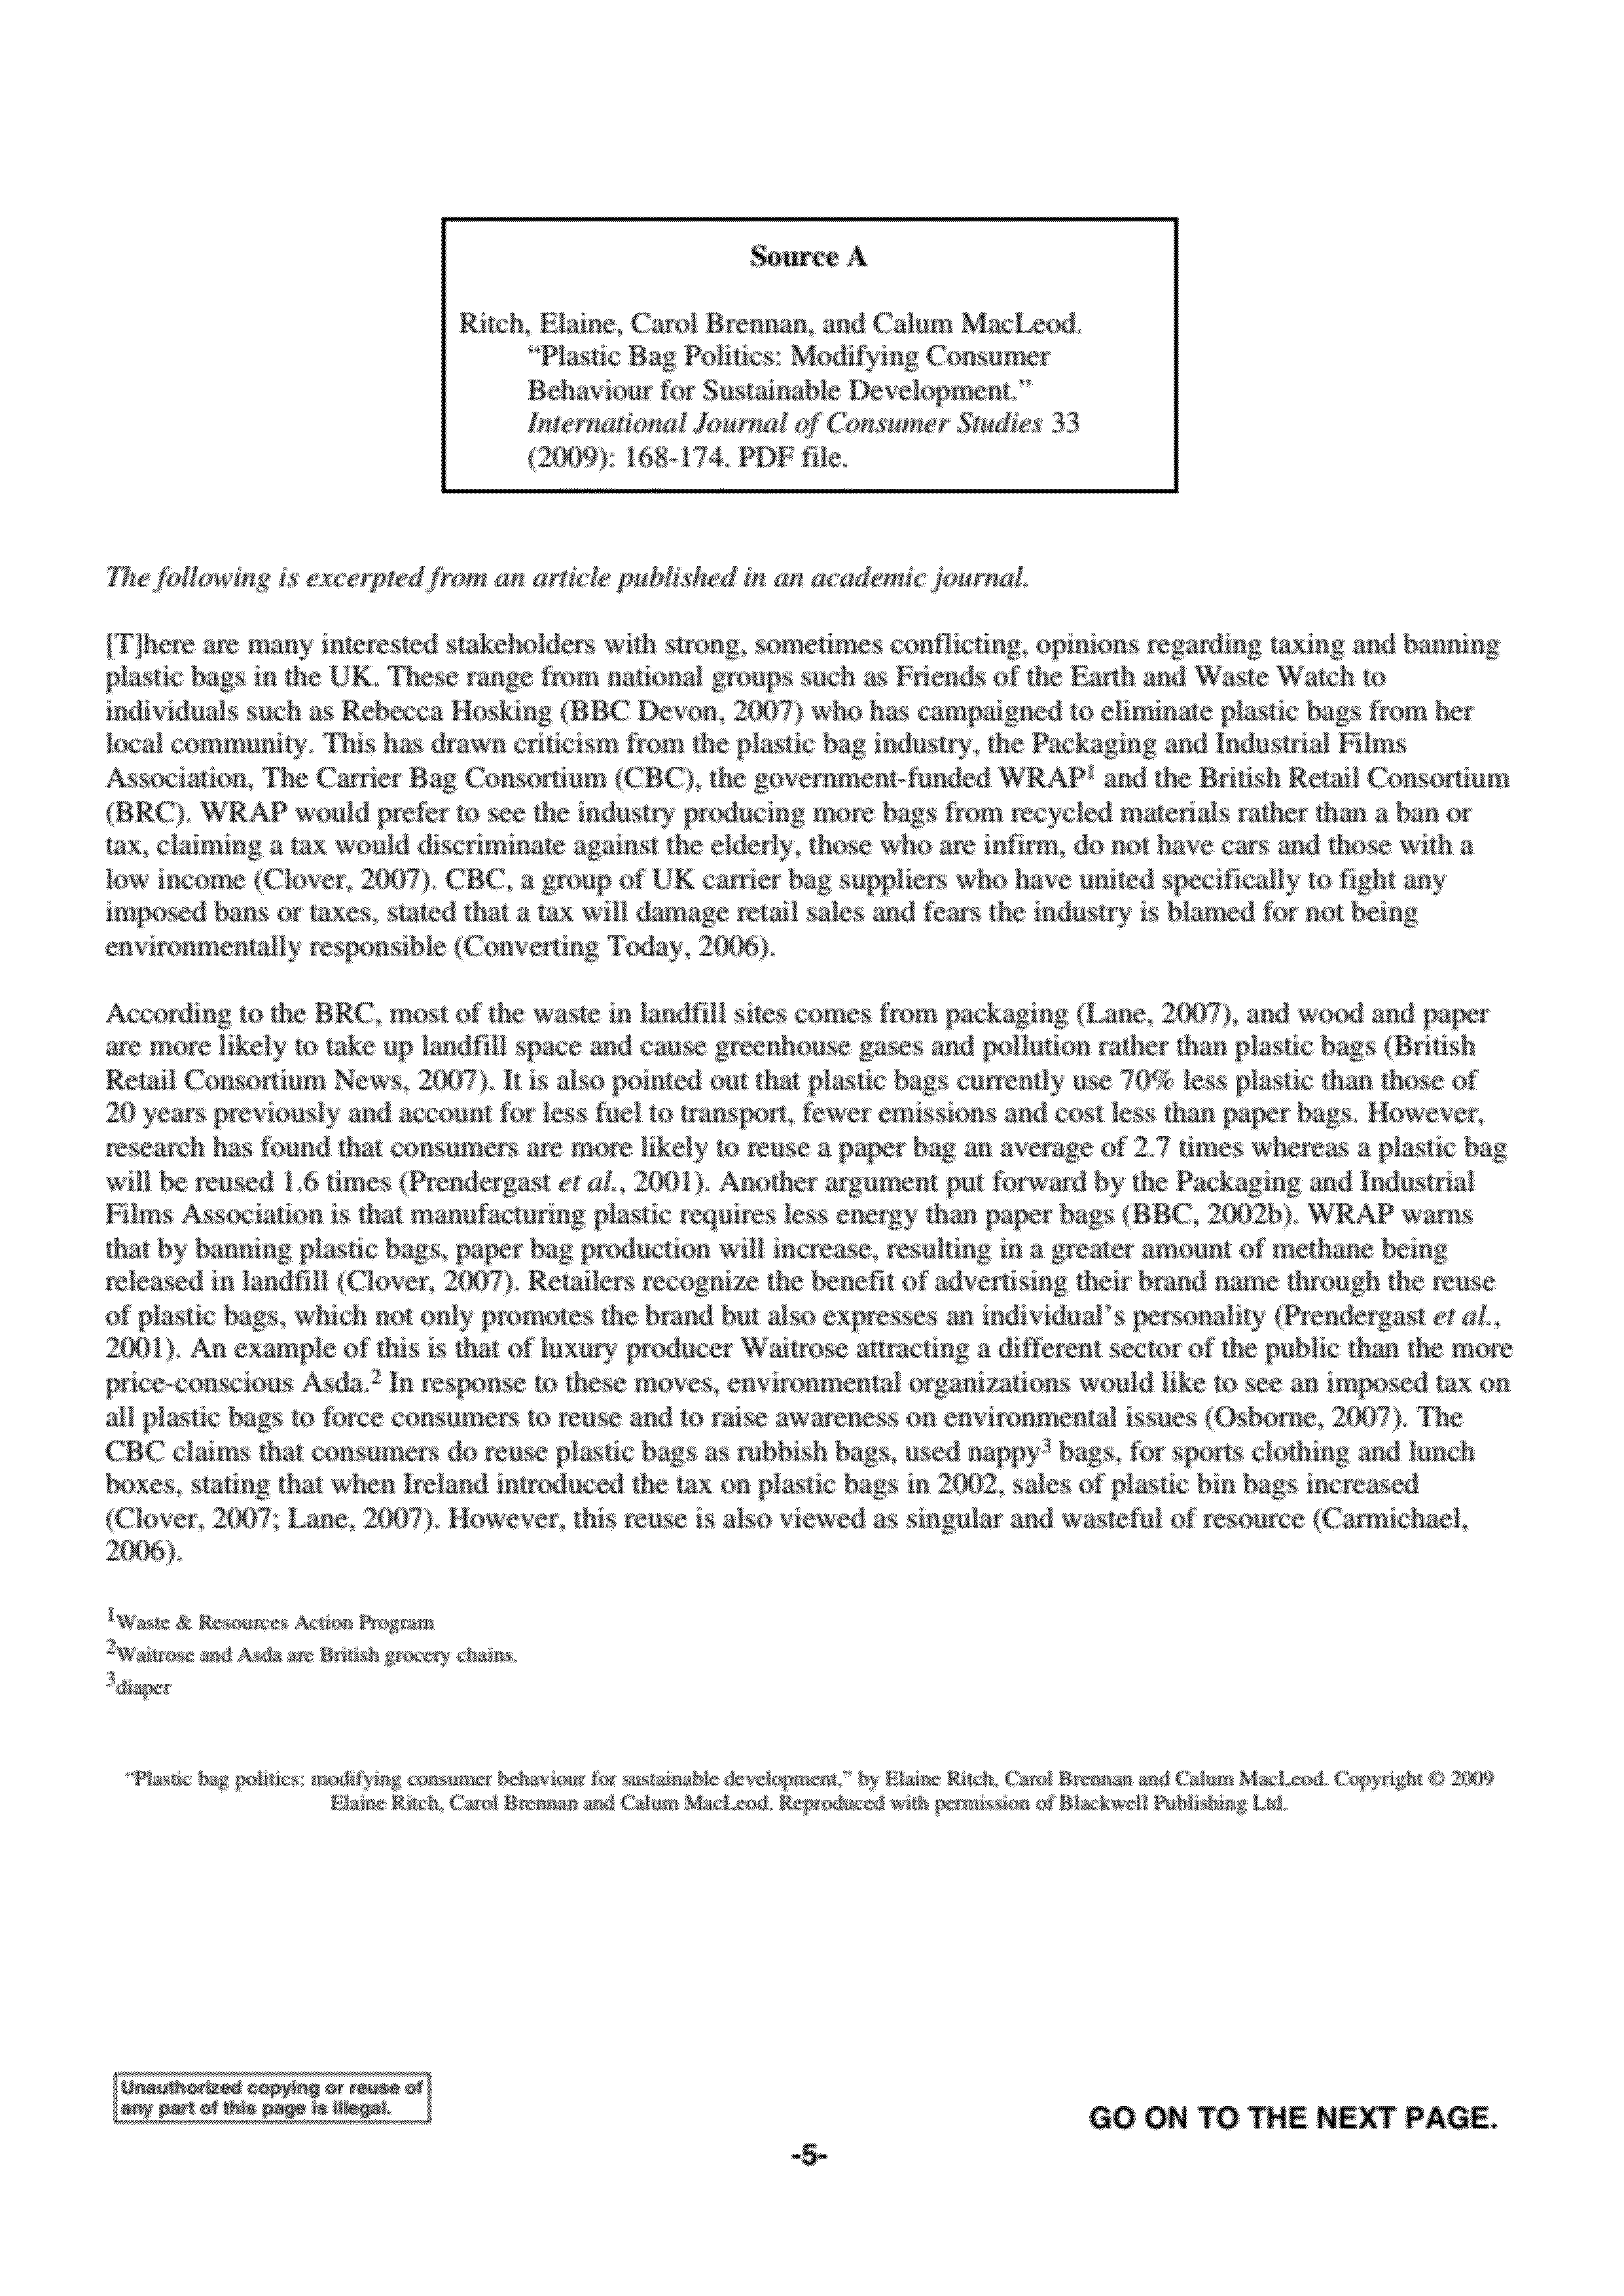 Source A
Ritch, Elaine, Carol Brennan, and Calum MacLeod.
“Plastic Bag Politics: Modifying Consumer
Behaviour for Sustainable Development.”
International Journal of Consumer Studies 33
(2009): 168-174. PDF file.
The following is excerpted from an article published in an academic journal.
[T]here are many interested stakeholders with strong, sometimes conflicting, opinions regarding taxing and banning
plastic bags in the UK. These range from national groups such as Friends of the Earth and Waste Watch to
individuals such as Rebecca Hosking (BBC Devon, 2007) who has campaigned to eliminate plastic bags from her
local community. This has drawn criticism from the plastic bag industry, the Packaging and Industrial Films
Association, The Carrier Bag Consortium (CBC), the government-funded WRAP¹ and the British Retail Consortium
(BRC). WRAP would prefer to see the industry producing more bags from recycled materials rather than a ban or
tax, claiming a tax would discriminate against the elderly, those who are infirm, do not have cars and those with a
low income (Clover, 2007). CBC, a group of UK carrier bag suppliers who have united specifically to fight any
imposed bans or taxes, stated that a tax will damage retail sales and fears the industry is blamed for not being
environmentally responsible (Converting Today, 2006).
According to the BRC, most of the waste in landfill sites comes from packaging (Lane, 2007), and wood and paper
are more likely to take up landfill space and cause greenhouse gases and pollution rather than plastic bags (British
Retail Consortium News, 2007). It is also pointed out that plastic bags currently use 70% less plastic than those of
20 years previously and account for less fuel to transport, fewer emissions and cost less than paper bags. However,
research has found that consumers are more likely to reuse a paper bag an average of 2.7 times whereas a plastic bag
will be reused 1.6 times (Prendergast et al., 2001). Another argument put forward by the Packaging and Industrial
Films Association is that manufacturing plastic requires less energy than paper bags (BBC, 2002b). WRAP warns
that by banning plastic bags, paper bag production will increase, resulting in a greater amount of methane being
released in landfill (Clover, 2007). Retailers recognize the benefit of advertising their brand name through the reuse
of plastic bags, which not only promotes the brand but also expresses an individual’s personality (Prendergast et al.,
2001). An example of this is that of luxury producer Waitrose attracting a different sector of the public than the more
price-conscious Asda.² In response to these moves, environmental organizations would like to see an imposed tax on
all plastic bags to force consumers to reuse and to raise awareness on environmental issues (Osborne, 2007). The
CBC claims that consumers do reuse plastic bags as rubbish bags, used nappy³ bags, for sports clothing and lunch
boxes, stating that when Ireland introduced the tax on plastic bags in 2002, sales of plastic bin bags increased
(Clover, 2007; Lane, 2007). However, this reuse is also viewed as singular and wasteful of resource (Carmichael,
2006).
¹Waste & Resources Action Program
²Waitrose and Asda are British grocery chains.
³diaper
“Plastic bag politics: modifying consumer behaviour for sustainable development,” by Elaine Ritch, Carol Brennan and Calum MacLeod. Copyright © 2009
Elaine Ritch, Carol Brennan and Calum MacLeod. Reproduced with permission of Blackwell Publishing Ltd.
Unauthorized copying or reuse of
any part of this page is illegal.
GO ON TO THE NEXT PAGE.
-5-